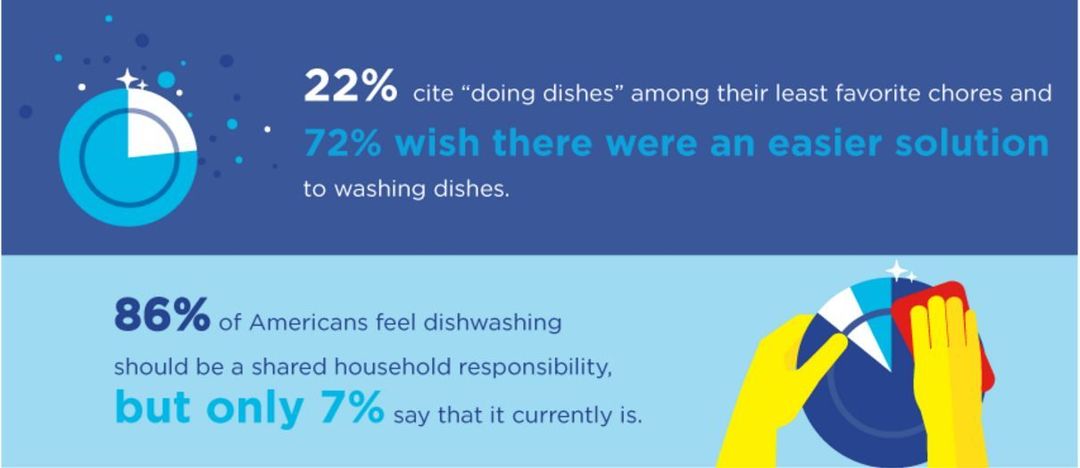 22% cite “doing dishes” among their least favorite chores and
72% wish there were an easier solution
to washing dishes.
86% of Americans feel dishwashing
should be a shared household responsibility,
but only 7% say that it currently is.